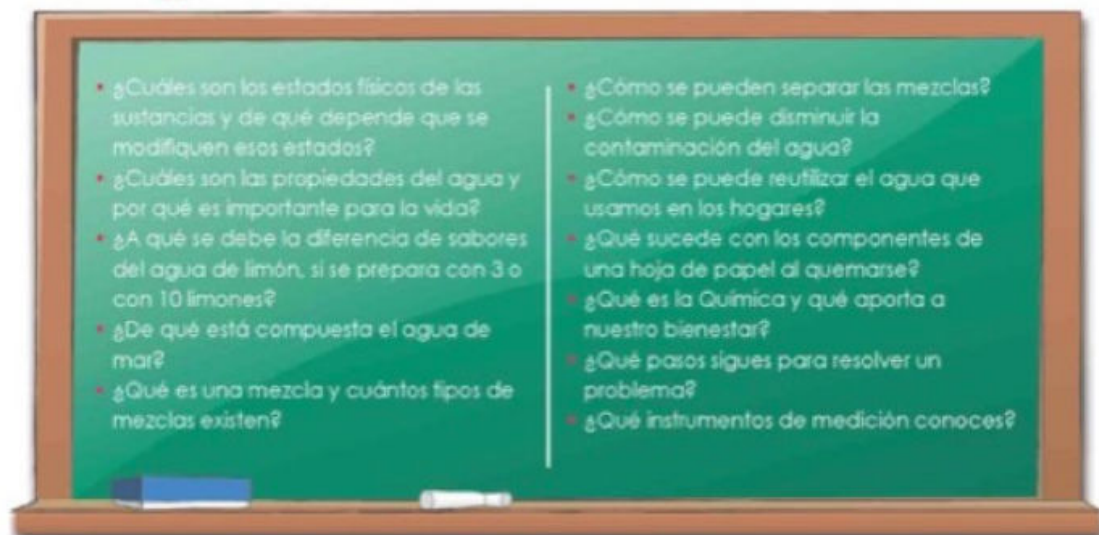 • ¿Cuáles son los estados físicos de las
sustancias y de qué depende que se
modifiquen esos estados?
• ¿Cuáles son las propiedades del agua y
por qué es importante para la vida?
• ¿A qué se debe la diferencia de sabores
del agua de limón, si se prepara con 3 o
con 10 limones?
• ¿De qué está compuesta el agua de
mar?
• ¿Qué es una mezcla y cuántos tipos de
mezclas existen?
• ¿Cómo se pueden separar las mezclas?
• ¿Cómo se puede disminuir la
contaminación del agua?
• ¿Cómo se puede reutilizar el agua que
usamos en los hogares?
• ¿Qué sucede con los componentes de
una hoja de papel al quemarse?
• ¿Qué es la Química y qué aporta a
nuestro bienestar?
• ¿Qué pasos sigues para resolver un
problema?
• ¿Qué instrumentos de medición conoces?